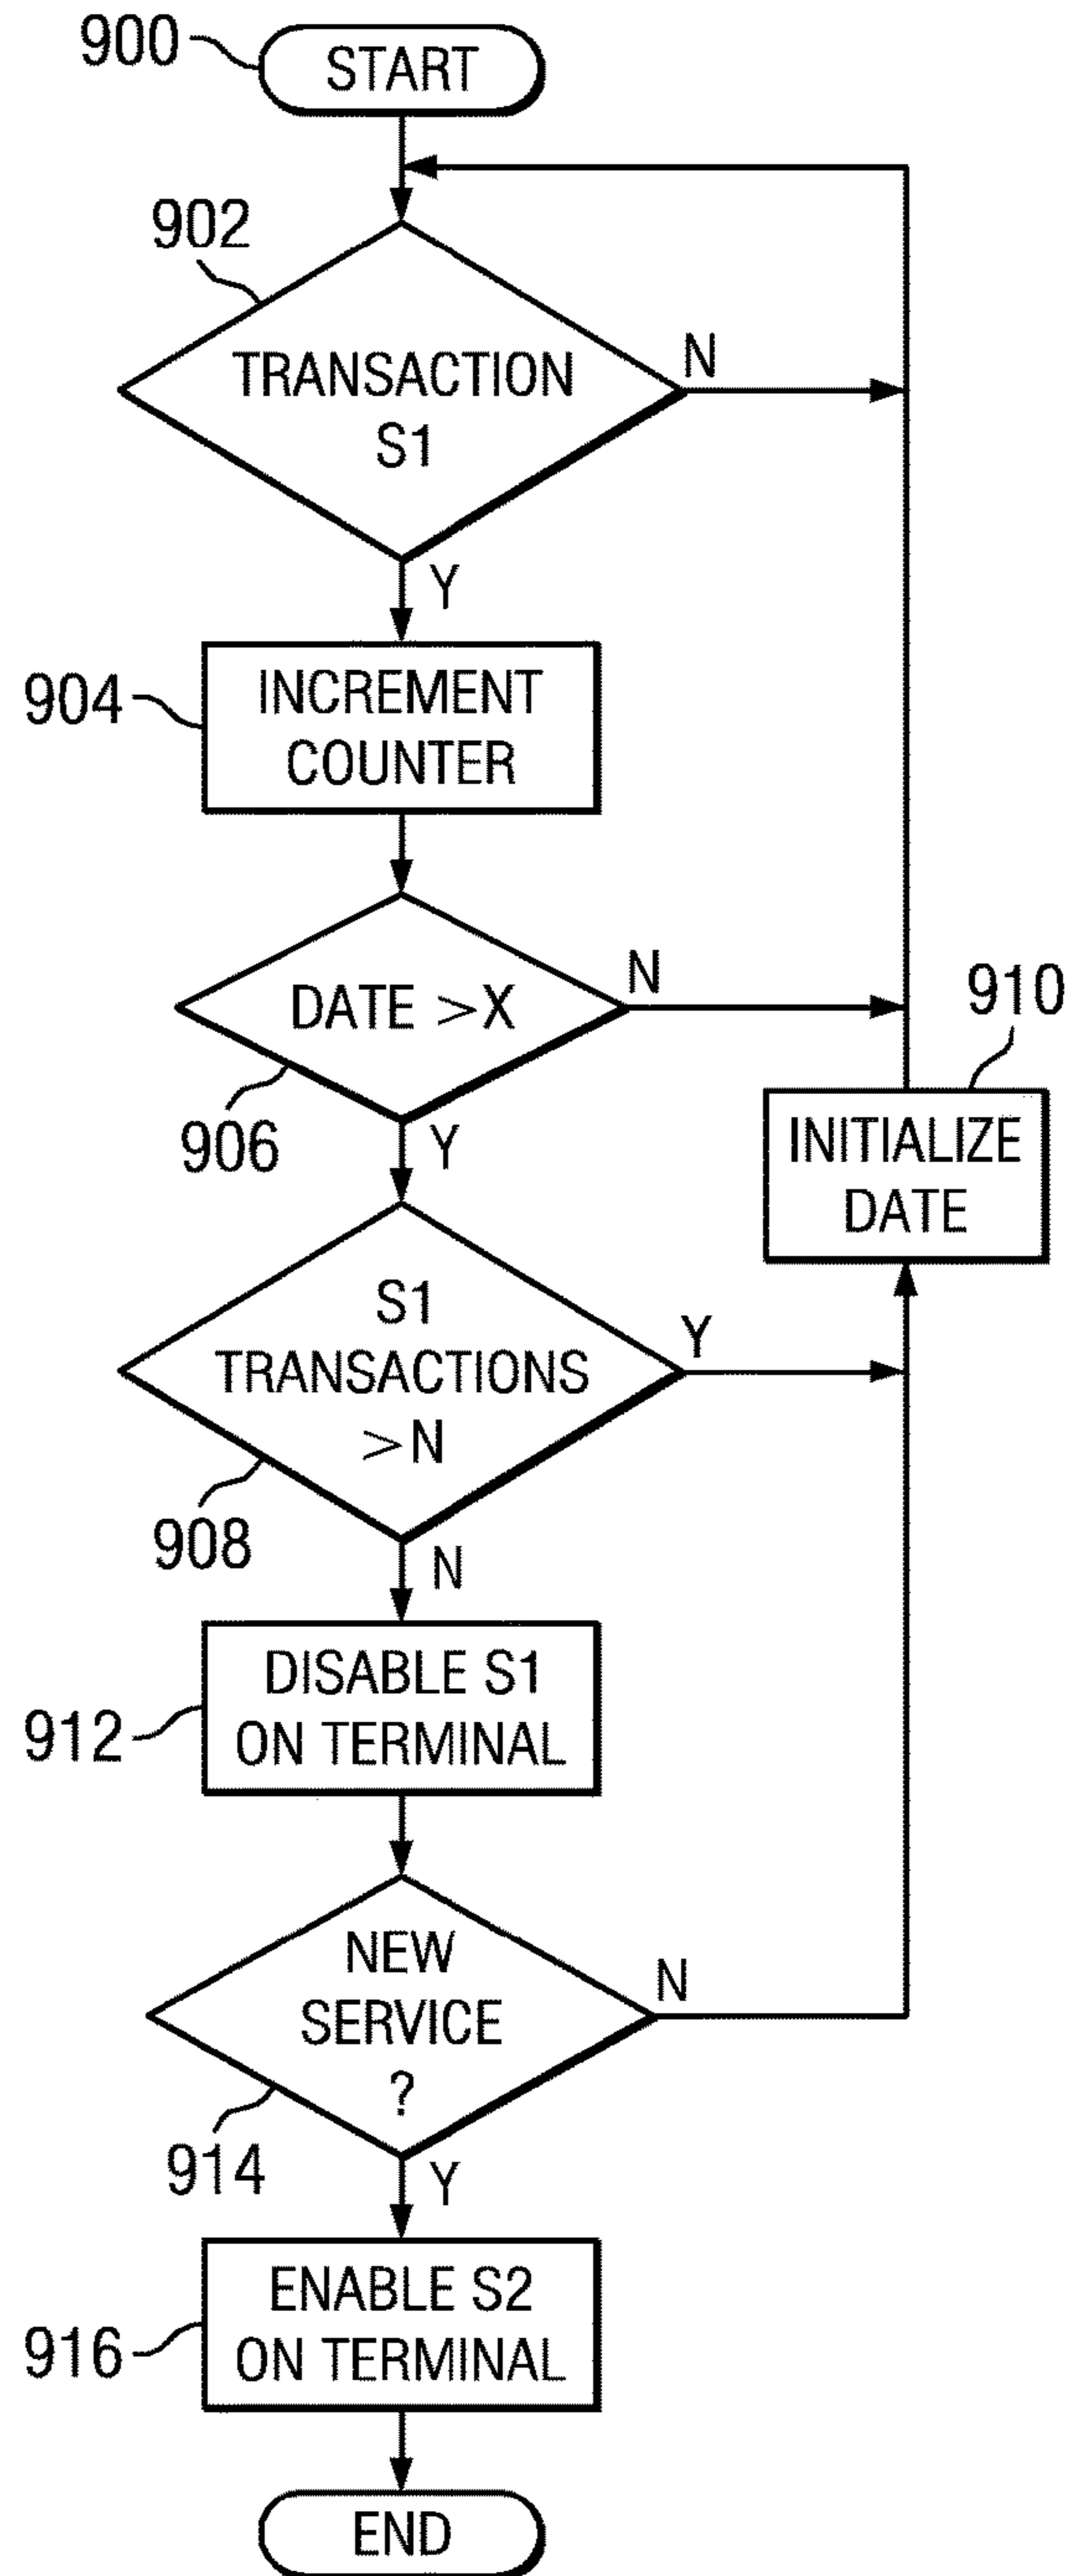 900
START
902
TRANSACTION
S1
N
Y
904
INCREMENT
COUNTER
DATE >X
N
906
Y
910
INITIALIZE
DATE
S1
TRANSACTIONS
>N
Y
908
N
912
DISABLE S1
ON TERMINAL
NEW
SERVICE
?
N
914
Y
916
ENABLE S2
ON TERMINAL
END